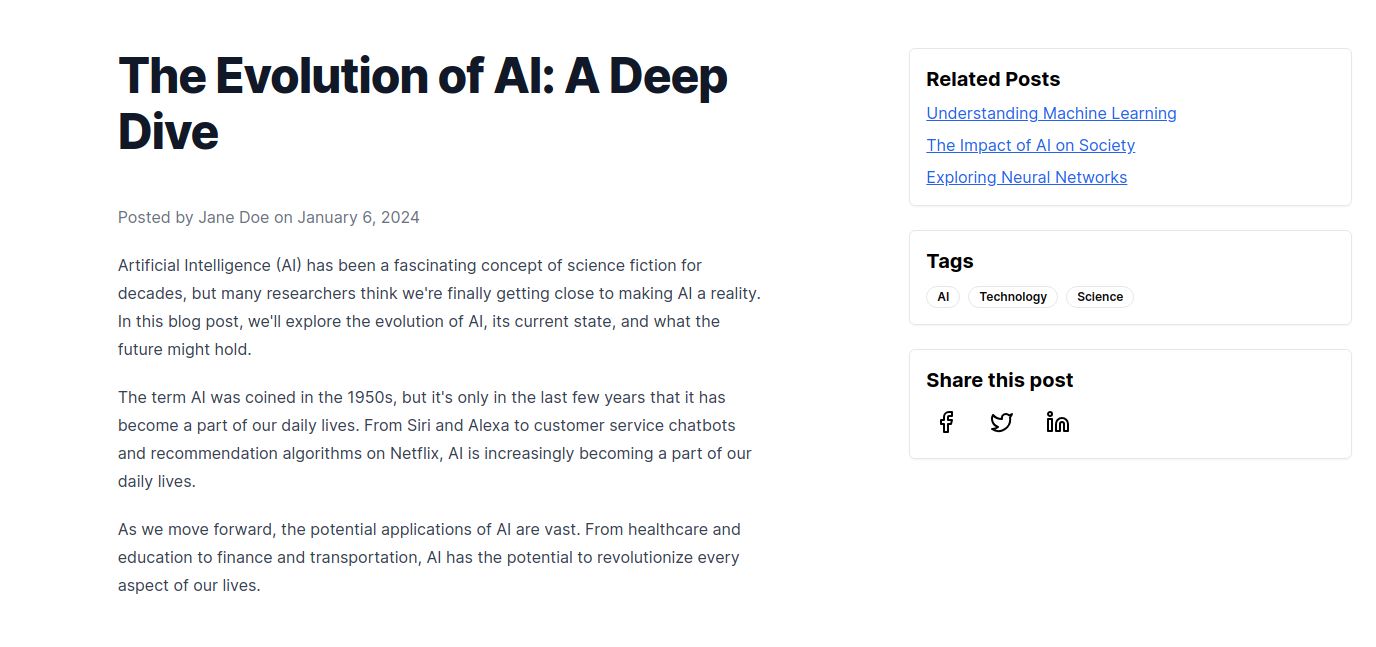 The Evolution of AI: A Deep
Dive
Posted by Jane Doe on January 6, 2024
Artificial Intelligence (AI) has been a fascinating concept of science fiction for
decades, but many researchers think we're finally getting close to making AI a reality.
In this blog post, we'll explore the evolution of AI, its current state, and what the
future might hold.
The term AI was coined in the 1950s, but it's only in the last few years that it has
become a part of our daily lives. From Siri and Alexa to customer service chatbots
and recommendation algorithms on Netflix, AI is increasingly becoming a part of our
daily lives.
As we move forward, the potential applications of AI are vast. From healthcare and
education to finance and transportation, AI has the potential to revolutionize every
aspect of our lives.
Related Posts
Understanding Machine Learning
The Impact of AI on Society
Exploring Neural Networks
Tags
AI Technology Science
Share this post